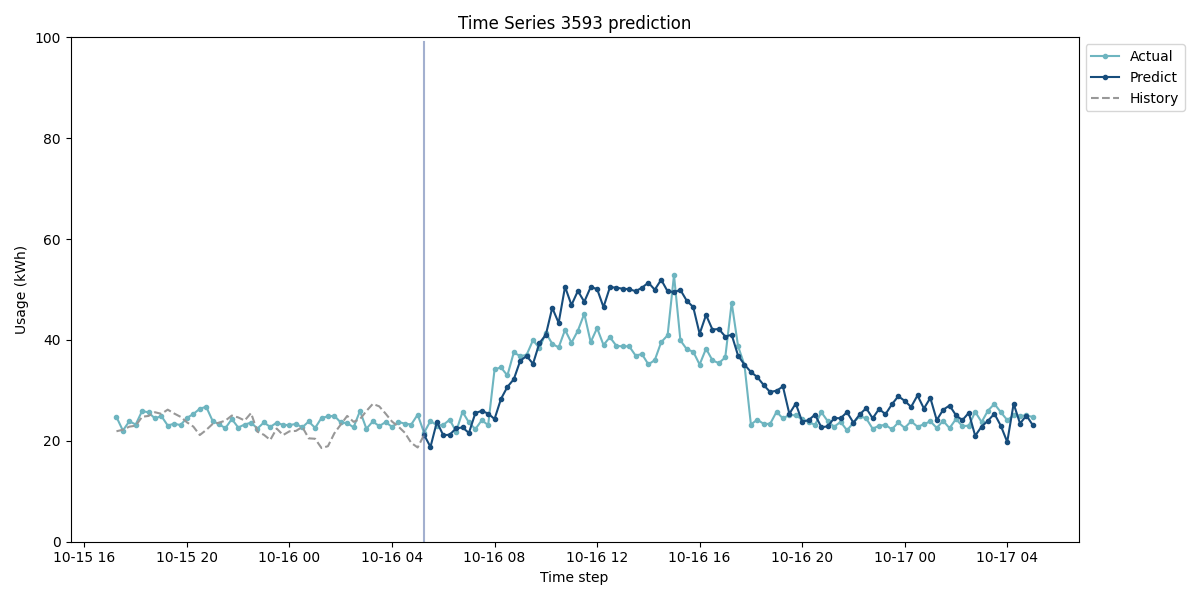 Time Series 3593 prediction
100
80
60
40
20
0
Usage (kWh)
10-15 16
10-15 20
10-16 00
10-16 04
10-16 08
10-16 12
10-16 16
10-16 20
10-17 00
10-17 04
Time step
Actual
Predict
History